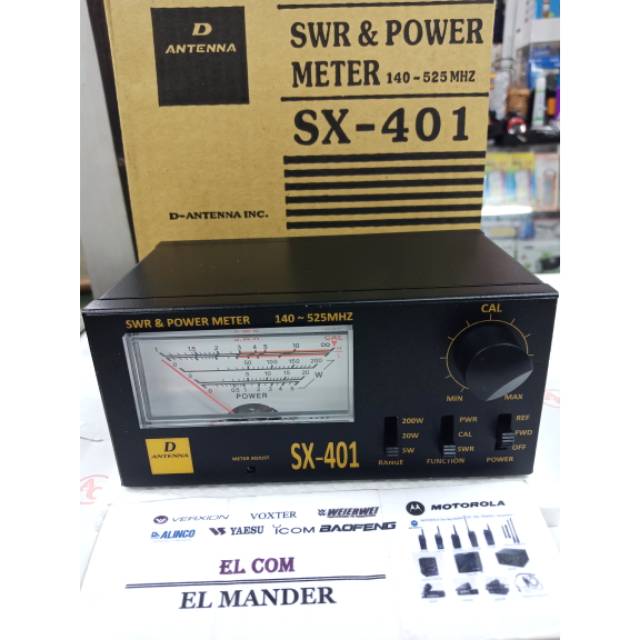 D
ANTENNA
SWR & POWER
METER 140-525 MHZ
SX-401
D-ANTENNA INC.
SWR & POWER METER 140 ~ 525MHZ
CAL
MIN MAX
POWER
W
D
ANTENNA
METER ADJUST
SX-401
200W
20W
5W
RANGE
PWR
CAL
SWR
FUNCTION
REF
FWD
OFF
POWER
VERXION VOXTER WEIERWEI
ALINCO YAESU ICOM BAOFENG
MOTOROLA
EL COM
EL MANDER